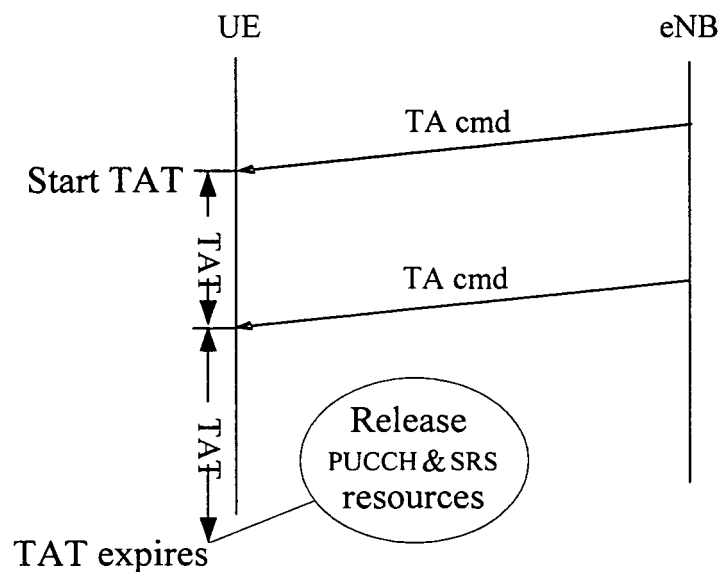 UE
eNB
TA cmd
Start TAT
TAT
TA cmd
TAT
Release
PUCCH & SRS
resources
TAT expires